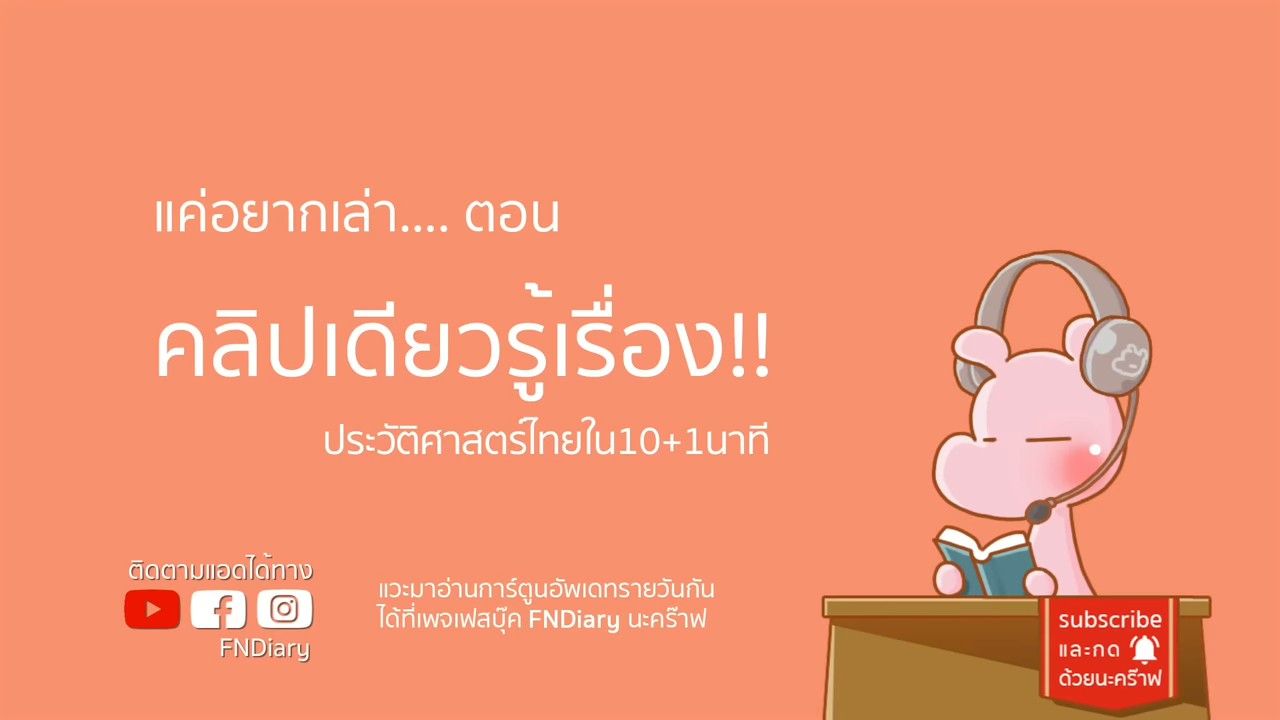 แค่อยากเล่า.... ตอน
คลิปเดียวรู้เรื่อง!!
ประวัติศาสตร์ไทยใน10+1นาที
ติดตามแอดได้ทาง
FNDiary
แวะมาอ่านการ์ตูนอัพเดทรายวันกัน
ได้ที่เพจเฟสบุ๊ค FNDiary นะคร๊าฟ
subscribe
และกด
ด้วยนะคร๊าฟ